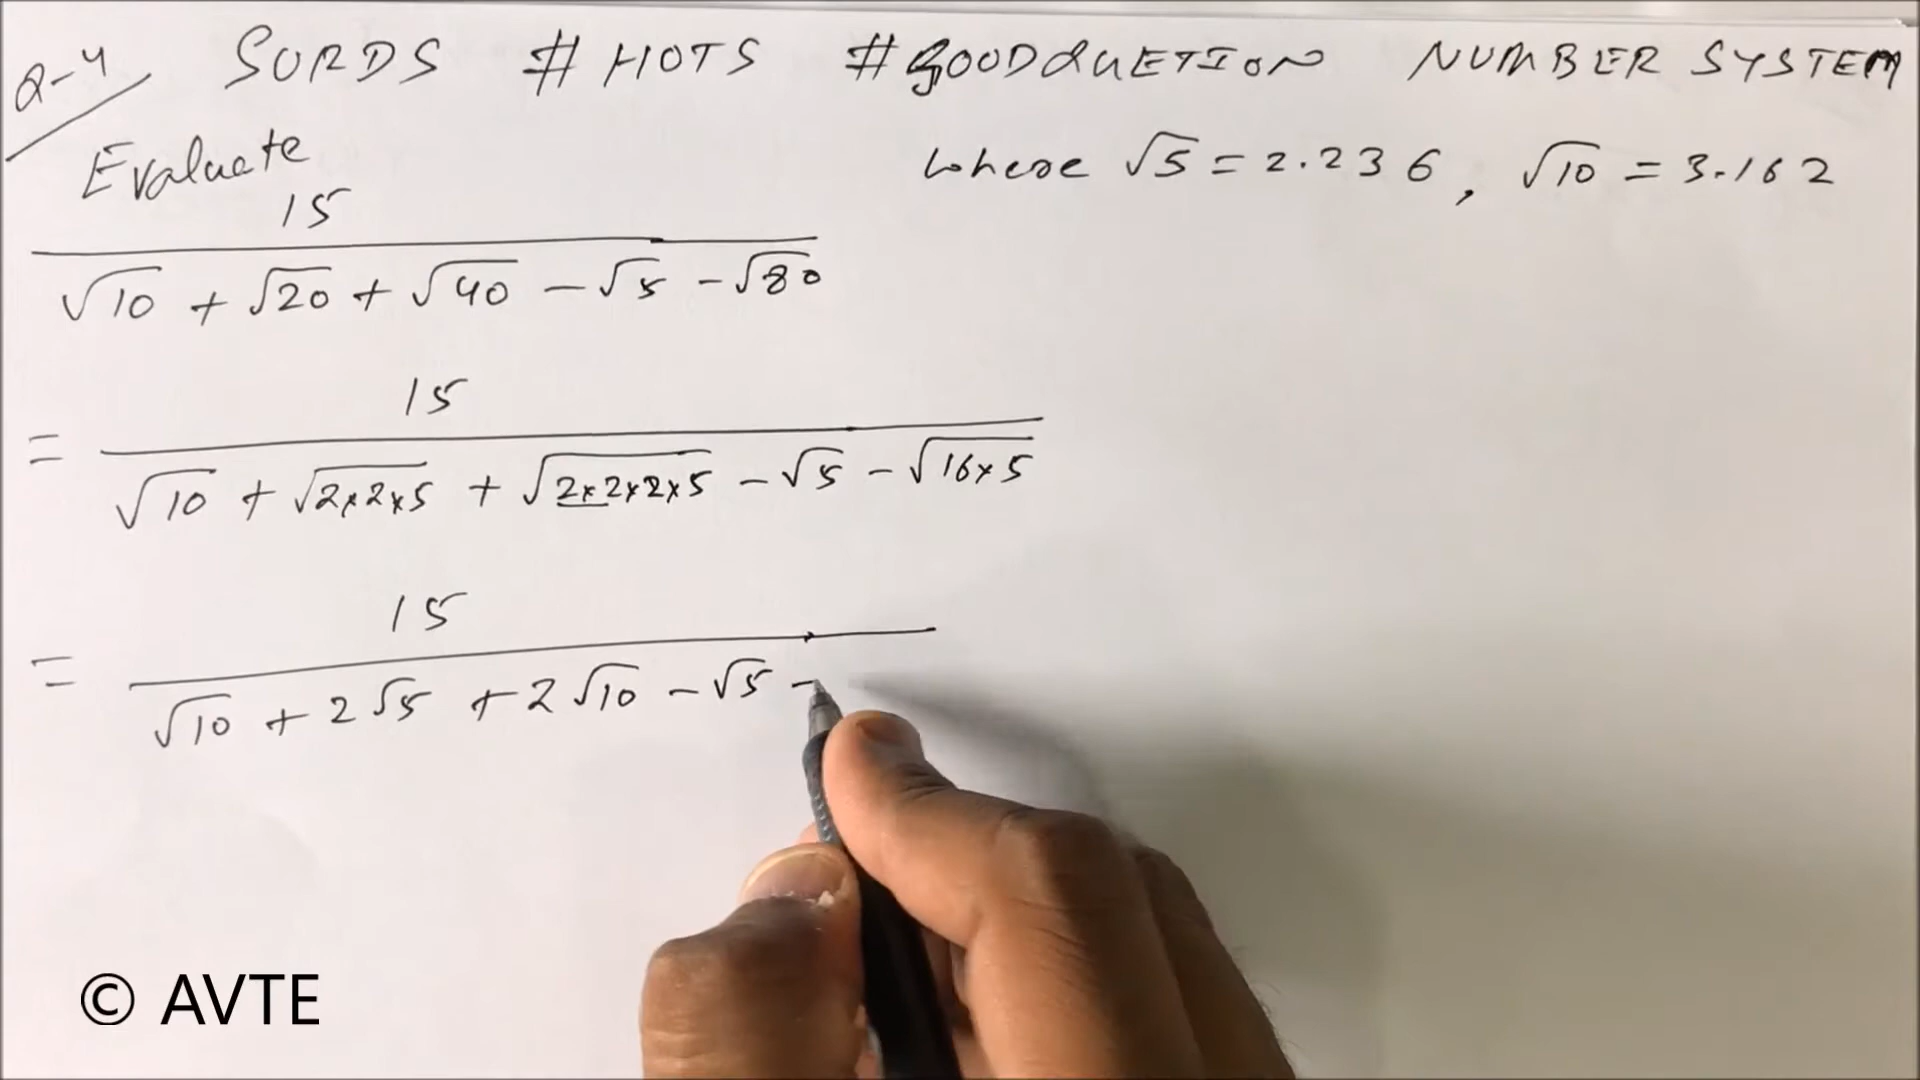 Q-4 SURDS #HOTS #GOODQUETION NUMBER SYSTEM
Evaluate where √5 = 2.236, √10 = 3.162
15
√10 + √20 + √40 - √5 - √80
15
= √10 + √2×2×5 + √2×2×2×5 - √5 - √16×5
15
= √10 + 2√5 + 2√10 - √5 -
© AVTE